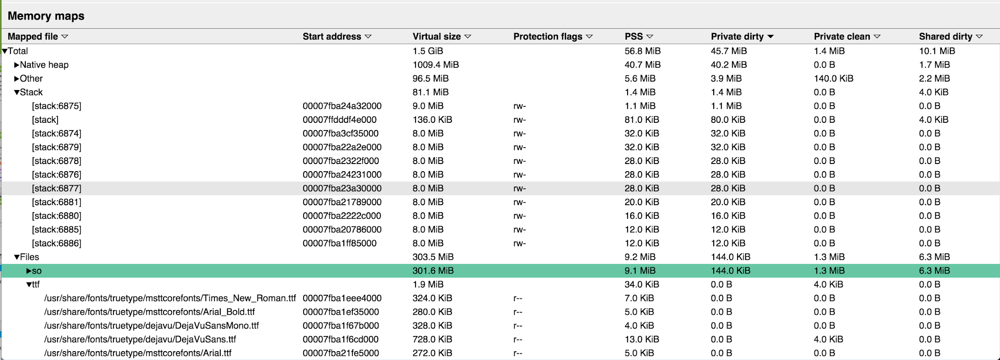 Memory maps
Mapped file ▽ Start address ▽ Virtual size ▽ Protection flags ▽ PSS ▽ Private dirty ▼ Private clean ▽ Shared dirty ▽
▼Total 1.5 GiB 56.8 MiB 45.7 MiB 1.4 MiB 10.1 MiB
▶Native heap 1009.4 MiB 40.7 MiB 40.2 MiB 0.0 B 1.7 MiB
▶Other 96.5 MiB 5.6 MiB 3.9 MiB 140.0 KiB 2.2 MiB
▼Stack 81.1 MiB 1.4 MiB 1.4 MiB 0.0 B 4.0 KiB
[stack:6875] 00007fba24a32000 9.0 MiB rw- 1.1 MiB 1.1 MiB 0.0 B 0.0 B
[stack] 00007ffdddf4e000 136.0 KiB rw- 81.0 KiB 80.0 KiB 0.0 B 4.0 KiB
[stack:6874] 00007fba3cf35000 8.0 MiB rw- 32.0 KiB 32.0 KiB 0.0 B 0.0 B
[stack:6879] 00007fba22a2e000 8.0 MiB rw- 32.0 KiB 32.0 KiB 0.0 B 0.0 B
[stack:6878] 00007fba2322f000 8.0 MiB rw- 28.0 KiB 28.0 KiB 0.0 B 0.0 B
[stack:6876] 00007fba24231000 8.0 MiB rw- 28.0 KiB 28.0 KiB 0.0 B 0.0 B
[stack:6877] 00007fba23a30000 8.0 MiB rw- 28.0 KiB 28.0 KiB 0.0 B 0.0 B
[stack:6881] 00007fba21789000 8.0 MiB rw- 20.0 KiB 20.0 KiB 0.0 B 0.0 B
[stack:6880] 00007fba2222c000 8.0 MiB rw- 16.0 KiB 16.0 KiB 0.0 B 0.0 B
[stack:6885] 00007fba20786000 8.0 MiB rw- 12.0 KiB 12.0 KiB 0.0 B 0.0 B
[stack:6886] 00007fba1ff85000 8.0 MiB rw- 12.0 KiB 12.0 KiB 0.0 B 0.0 B
▼Files 303.5 MiB 9.2 MiB 144.0 KiB 1.3 MiB 6.3 MiB
▶so 301.6 MiB 9.1 MiB 144.0 KiB 1.3 MiB 6.3 MiB
▼ttf 1.9 MiB 34.0 KiB 0.0 B 4.0 KiB 0.0 B
/usr/share/fonts/truetype/msttcorefonts/Times_New_Roman.ttf 00007fba1eee4000 324.0 KiB r-- 7.0 KiB 0.0 B 0.0 B 0.0 B
/usr/share/fonts/truetype/msttcorefonts/Arial_Bold.ttf 00007fba1ef35000 280.0 KiB r-- 5.0 KiB 0.0 B 0.0 B 0.0 B
/usr/share/fonts/truetype/dejavu/DejaVuSansMono.ttf 00007fba1f67b000 328.0 KiB r-- 4.0 KiB 0.0 B 0.0 B 0.0 B
/usr/share/fonts/truetype/dejavu/DejaVuSans.ttf 00007fba1f6cd000 728.0 KiB r-- 13.0 KiB 0.0 B 4.0 KiB 0.0 B
/usr/share/fonts/truetype/msttcorefonts/Arial.ttf 00007fba21fe5000 272.0 KiB r-- 5.0 KiB 0.0 B 0.0 B 0.0 B